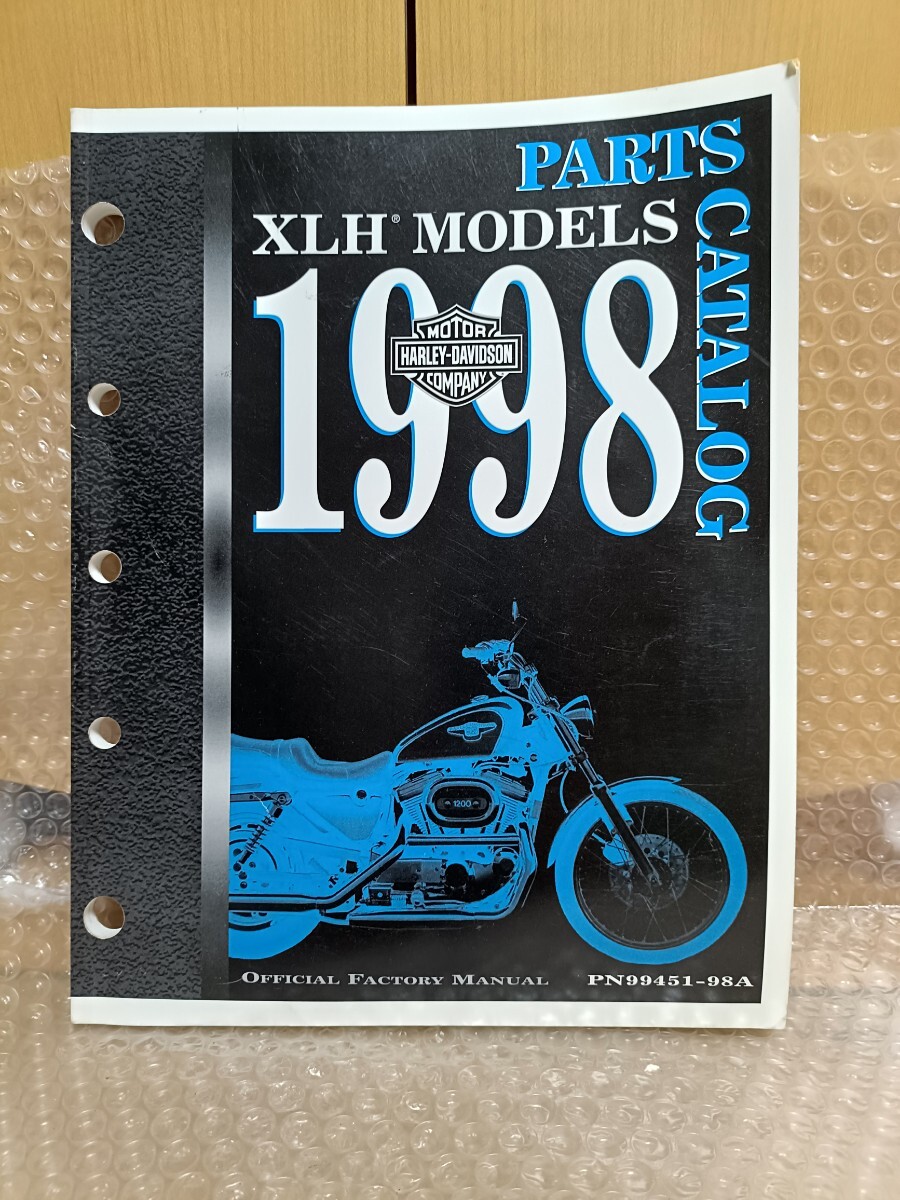 PARTS
CATALOG
XLH® MODELS
1998
MOTOR
HARLEY-DAVIDSON
COMPANY
1200
OFFICIAL FACTORY MANUAL
PN99451-98A